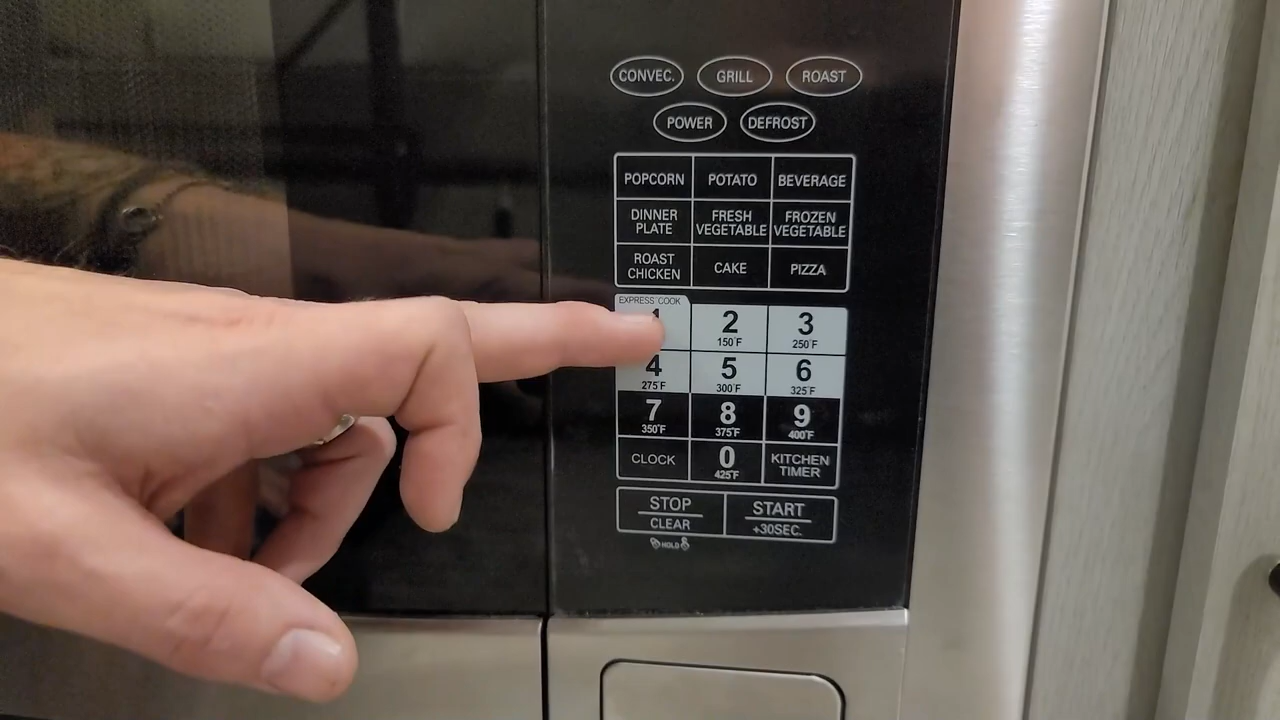 CONVEC. GRILL ROAST
POWER DEFROST
POPCORN POTATO BEVERAGE
DINNER PLATE FRESH VEGETABLE FROZEN VEGETABLE
ROAST CHICKEN CAKE PIZZA
EXPRESS COOK
1 2 3
150°F 250°F
4 5 6
275°F 300°F 325°F
7 8 9
350°F 375°F 400°F
CLOCK 0 KITCHEN TIMER
425°F
STOP START
CLEAR +30SEC.
HOLD